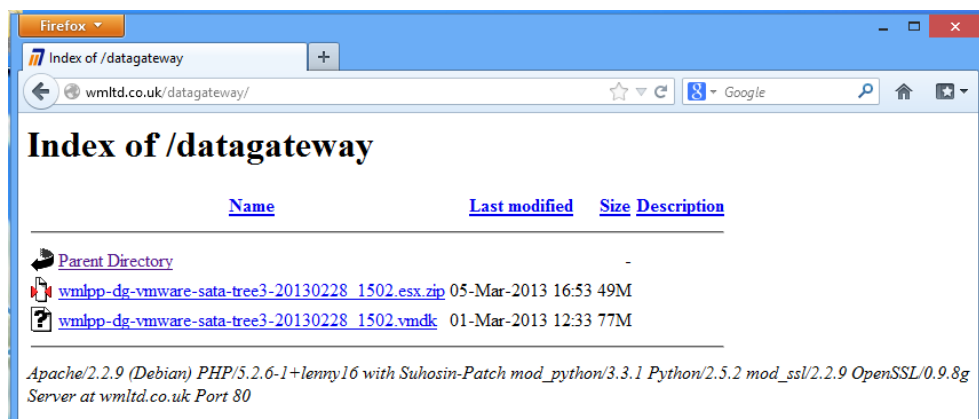 Firefox
Index of /datagateway
wmltd.co.uk/datagateway/
Google
Index of /datagateway
Name Last modified Size Description
Parent Directory -
wmlpp-dg-vmware-sata-tree3-20130228_1502.esx.zip 05-Mar-2013 16:53 49M
wmlpp-dg-vmware-sata-tree3-20130228_1502.vmdk 01-Mar-2013 12:33 77M
Apache/2.2.9 (Debian) PHP/5.2.6-1+lenny16 with Suhosin-Patch mod_python/3.3.1 Python/2.5.2 mod_ssl/2.2.9 OpenSSL/0.9.8g
Server at wmltd.co.uk Port 80